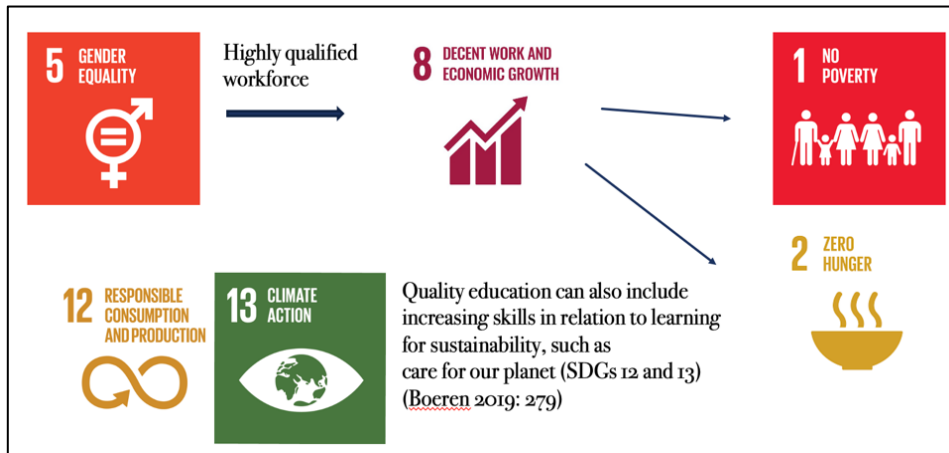 5 GENDER
EQUALITY
Highly qualified
workforce
8 DECENT WORK AND
ECONOMIC GROWTH
1 NO
POVERTY
2 ZERO
HUNGER
12 RESPONSIBLE
CONSUMPTION
AND PRODUCTION
13 CLIMATE
ACTION
Quality education can also include
increasing skills in relation to learning
for sustainability, such as
care for our planet (SDGs 12 and 13)
(Boeren 2019: 279)